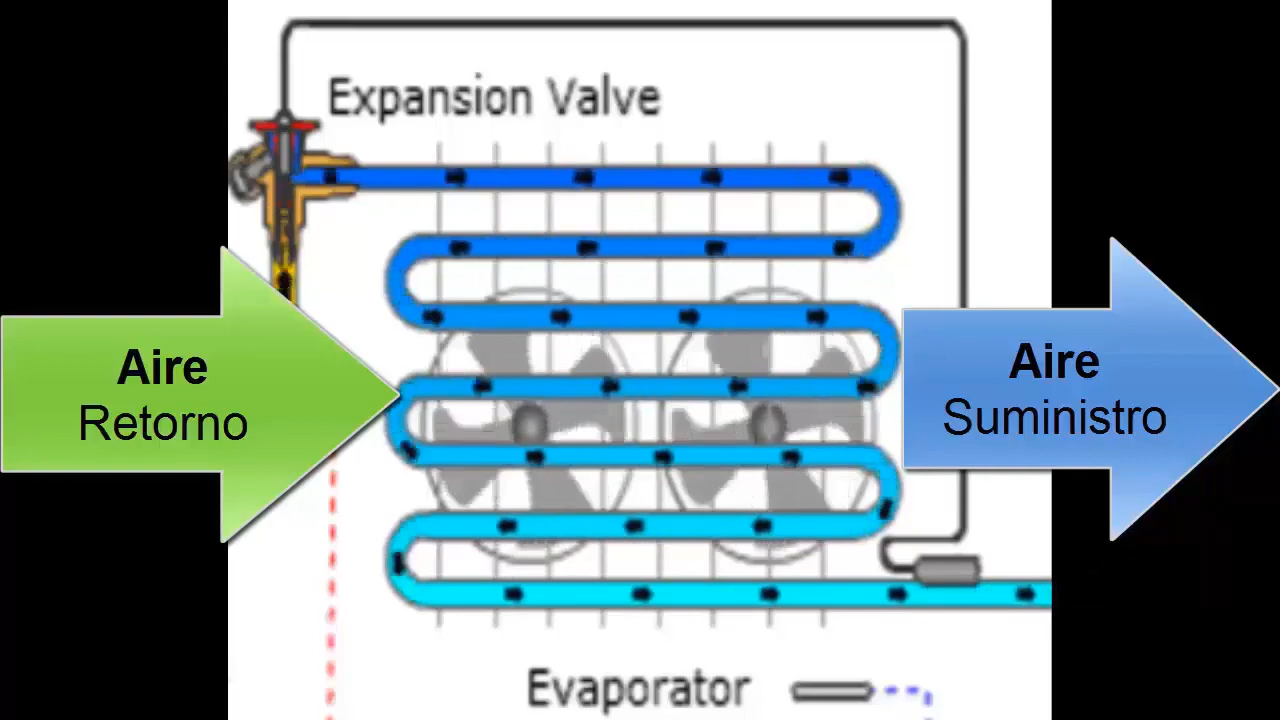 Expansion Valve
Aire
Retorno
Aire
Suministro
Evaporator